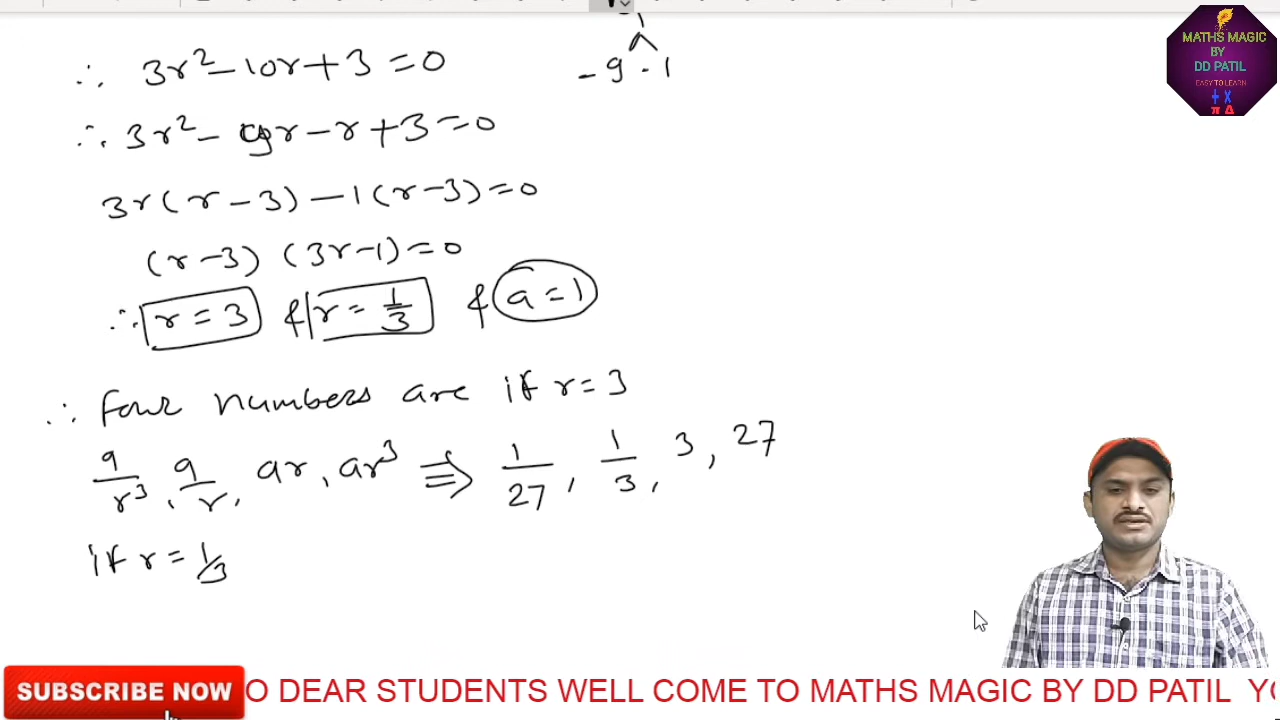 MATHS MAGIC
BY
DD PATIL
EASY TO LEARN
+ X
π Δ
∴ 3r² - 10r + 3 = 0
-9 -1
∴ 3r² - 9r - r + 3 = 0
3r(r - 3) - 1(r - 3) = 0
(r - 3) (3r - 1) = 0
∴ r = 3 & r = 1/3 & a = 1
∴ Four numbers are if r = 3
a/r³, a/r, ar, ar³ ⇒ 1/27, 1/3, 3, 27
if r = 1/3
SUBSCRIBE NOW
O DEAR STUDENTS WELL COME TO MATHS MAGIC BY DD PATIL